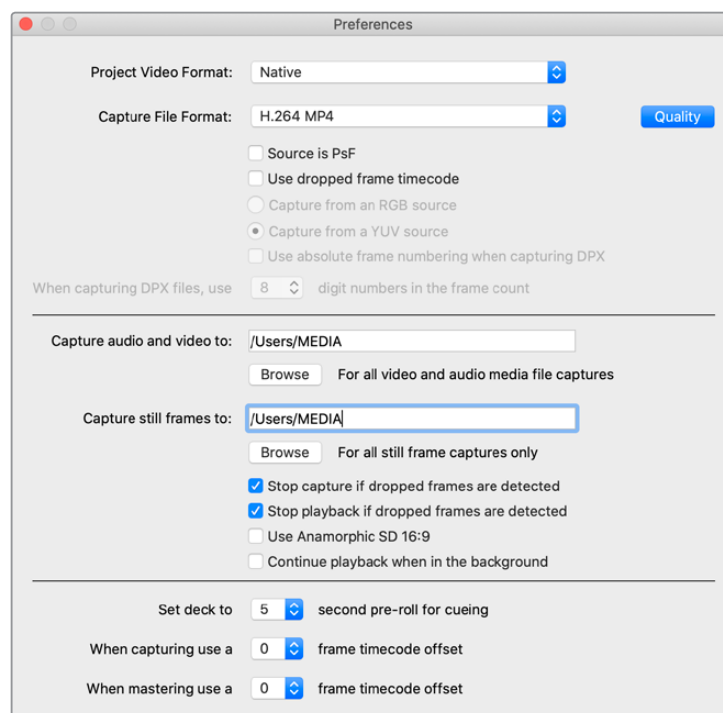 Preferences
Project Video Format: Native
Capture File Format: H.264 MP4 Quality
Source is PsF
Use dropped frame timecode
Capture from an RGB source
Capture from a YUV source
Use absolute frame numbering when capturing DPX
When capturing DPX files, use 8 digit numbers in the frame count
Capture audio and video to: /Users/MEDIA
Browse For all video and audio media file captures
Capture still frames to: /Users/MEDIA
Browse For all still frame captures only
Stop capture if dropped frames are detected
Stop playback if dropped frames are detected
Use Anamorphic SD 16:9
Continue playback when in the background
Set deck to 5 second pre-roll for cueing
When capturing use a 0 frame timecode offset
When mastering use a 0 frame timecode offset